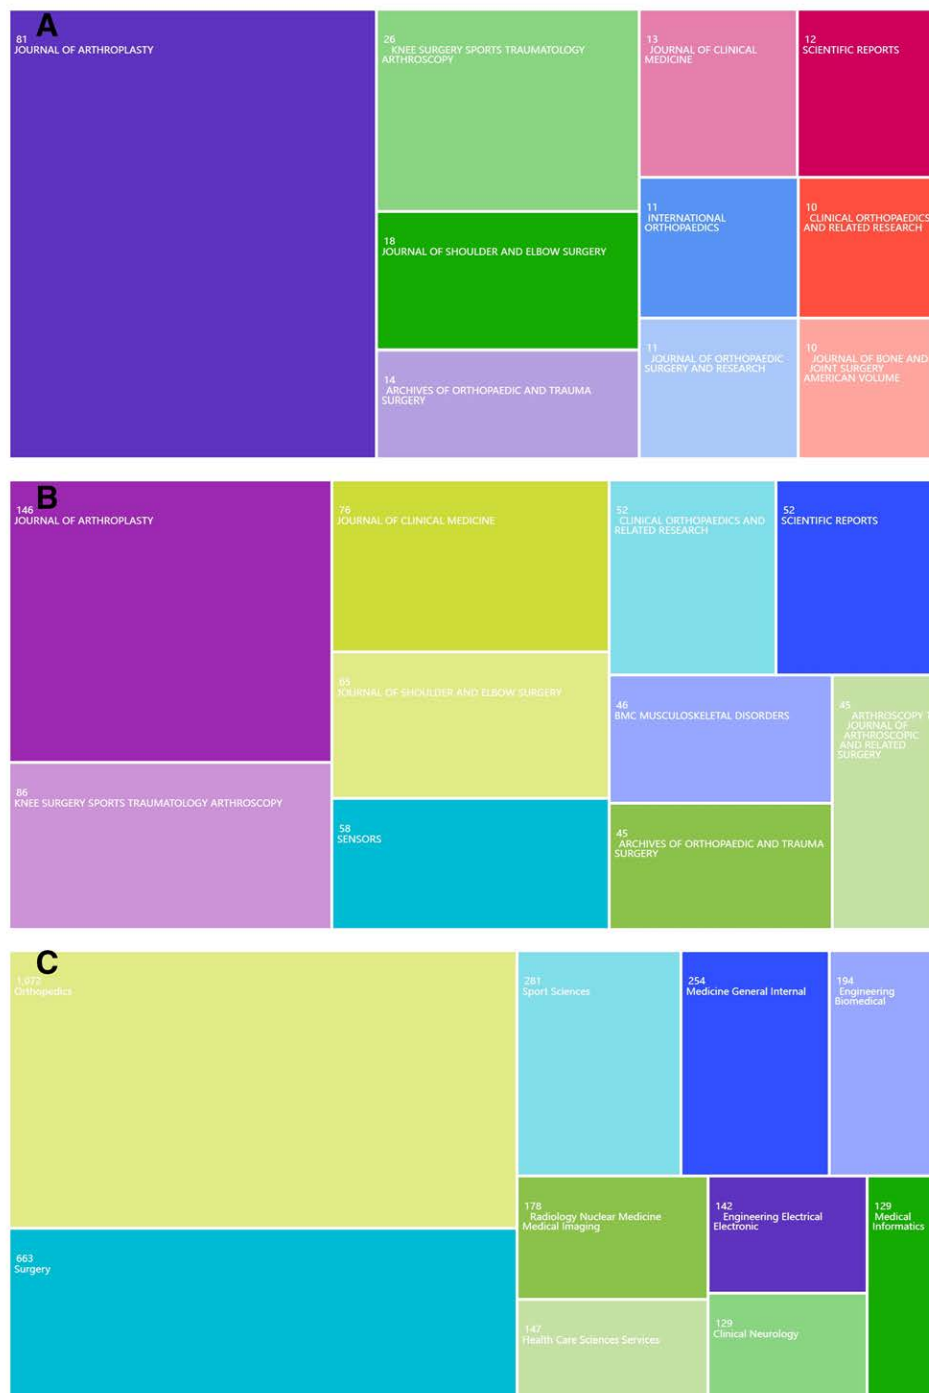 A
81
JOURNAL OF ARTHROPLASTY
26
KNEE SURGERY SPORTS TRAUMATOLOGY
ARTHROSCOPY
18
JOURNAL OF SHOULDER AND ELBOW SURGERY
14
ARCHIVES OF ORTHOPAEDIC AND TRAUMA
SURGERY
13
JOURNAL OF CLINICAL
MEDICINE
12
SCIENTIFIC REPORTS
11
INTERNATIONAL
ORTHOPAEDICS
10
CLINICAL ORTHOPAEDICS
AND RELATED RESEARCH
11
JOURNAL OF ORTHOPAEDIC
SURGERY AND RESEARCH
10
JOURNAL OF BONE AND
JOINT SURGERY
AMERICAN VOLUME
B
146
JOURNAL OF ARTHROPLASTY
86
KNEE SURGERY SPORTS TRAUMATOLOGY ARTHROSCOPY
76
JOURNAL OF CLINICAL MEDICINE
65
JOURNAL OF SHOULDER AND ELBOW SURGERY
58
SENSORS
52
CLINICAL ORTHOPAEDICS AND
RELATED RESEARCH
52
SCIENTIFIC REPORTS
46
BMC MUSCULOSKELETAL DISORDERS
45
ARCHIVES OF ORTHOPAEDIC AND TRAUMA
SURGERY
45
ARTHROSCOPY
JOURNAL OF
ARTHROSCOPIC
AND RELATED
SURGERY
C
Orthopedics
663
Surgery
281
Sport Sciences
254
Medicine General Internal
194
Engineering
Biomedical
178
Radiology Nuclear Medicine
Medical Imaging
147
Health Care Sciences Services
142
Engineering Electrical
Electronic
129
Clinical Neurology
129
Medical
Informatics